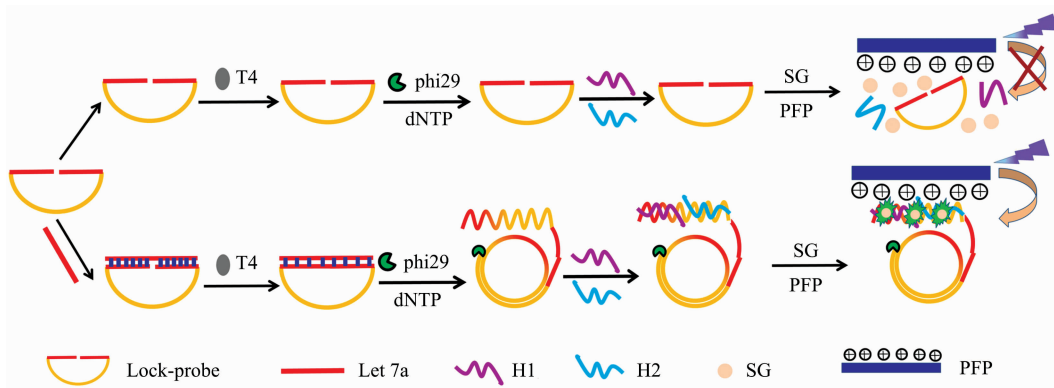 T4
phi29
dNTP
SG
PFP
T4
phi29
dNTP
SG
PFP
Lock-probe
Let 7a
H1
H2
SG
PFP